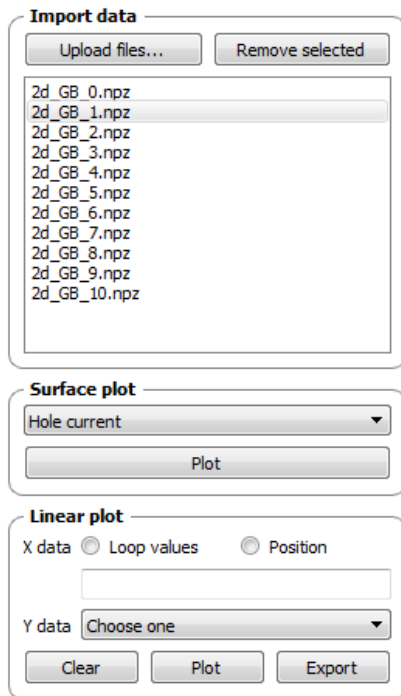 Import data
Upload files... Remove selected
2d_GB_0.npz
2d_GB_1.npz
2d_GB_2.npz
2d_GB_3.npz
2d_GB_4.npz
2d_GB_5.npz
2d_GB_6.npz
2d_GB_7.npz
2d_GB_8.npz
2d_GB_9.npz
2d_GB_10.npz
Surface plot
Hole current
Plot
Linear plot
X data Loop values Position
Y data Choose one
Clear Plot Export